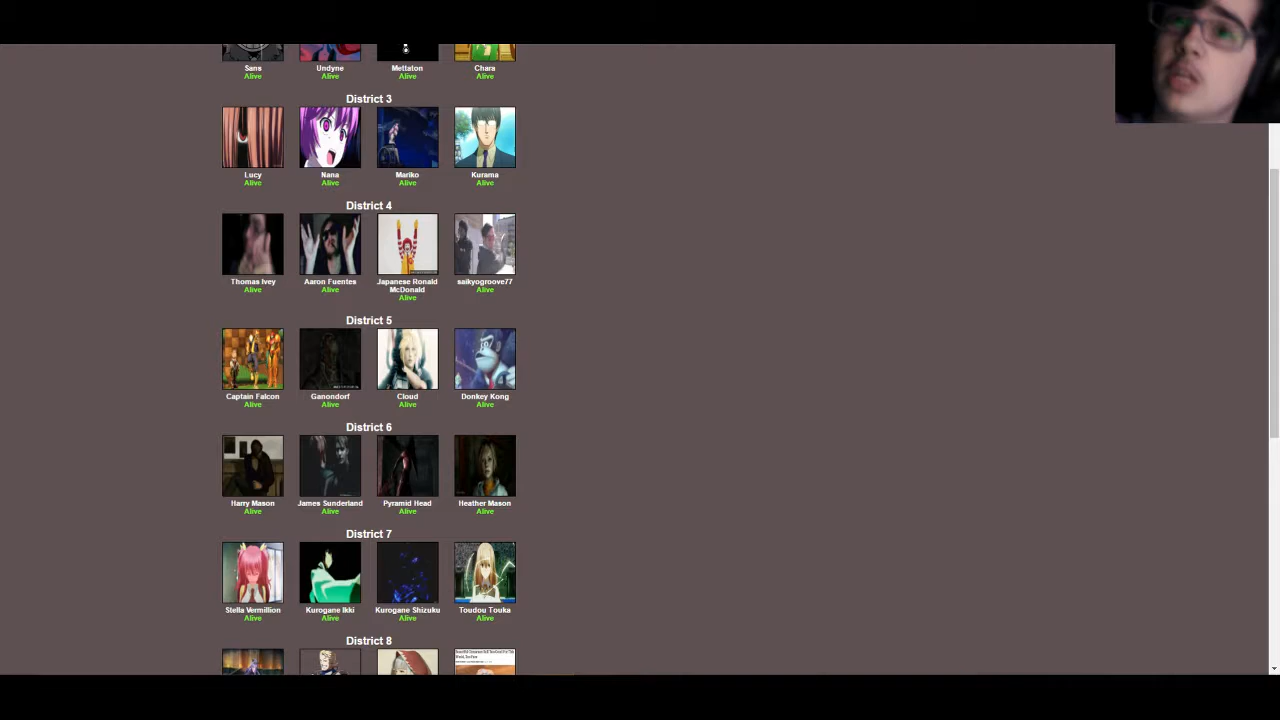 Sans Undyne Mettaton Chara
Alive Alive Alive Alive
District 3
Lucy Nana Mariko Kurama
Alive Alive Alive Alive
District 4
Thomas Ivey Aaron Fuentes Japanese Ronald McDonald saikyogroove77
Alive Alive Alive Alive
District 5
Captain Falcon Ganondorf Cloud Donkey Kong
Alive Alive Alive Alive
District 6
Harry Mason James Sunderland Pyramid Head Heather Mason
Alive Alive Alive Alive
District 7
Stella Vermillion Kurogane Ikki Kurogane Shizuku Toudou Touka
Alive Alive Alive Alive
District 8